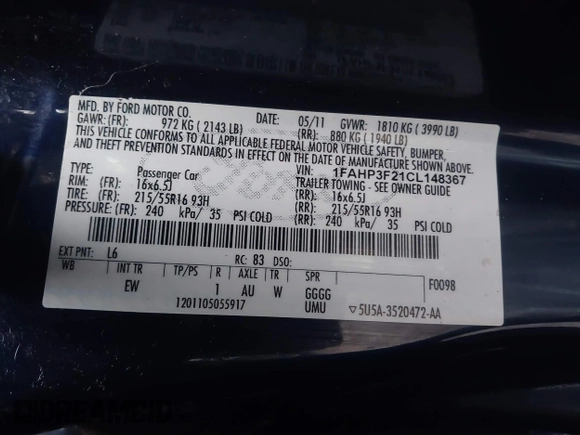 MFD. BY FORD MOTOR CO. DATE: 05/11 GVWR: 1810 KG ( 3990 LB)
GAWR: (FR): 972 KG ( 2143 LB) (RR): 880 KG ( 1940 LB)
THIS VEHICLE CONFORMS TO ALL APPLICABLE FEDERAL MOTOR VEHICLE SAFETY, BUMPER,
AND THEFT PREVENTION STANDARDS IN EFFECT ON THE DATE OF MANUFACTURE SHOWN ABOVE.
VIN: 1FAHP3F21CL148367
TYPE: Passenger Car TRAILER TOWING - SEE OWNER GUIDE
RIM: (FR): 16x6.5J (RR): 16x6.5J
TIRE: (FR): 215/55R16 93H (RR): 215/55R16 93H
PRESSURE: (FR): 240 kPa/ 35 PSI COLD (RR): 240 kPa/ 35 PSI COLD
EXT PNT: L6 RC: 83 DSO: F0098
WB INT TR TP/PS R AXLE TR SPR
EW 1 AU W GGGG
1201105055917 UMU ▽5U5A-3520472-AA